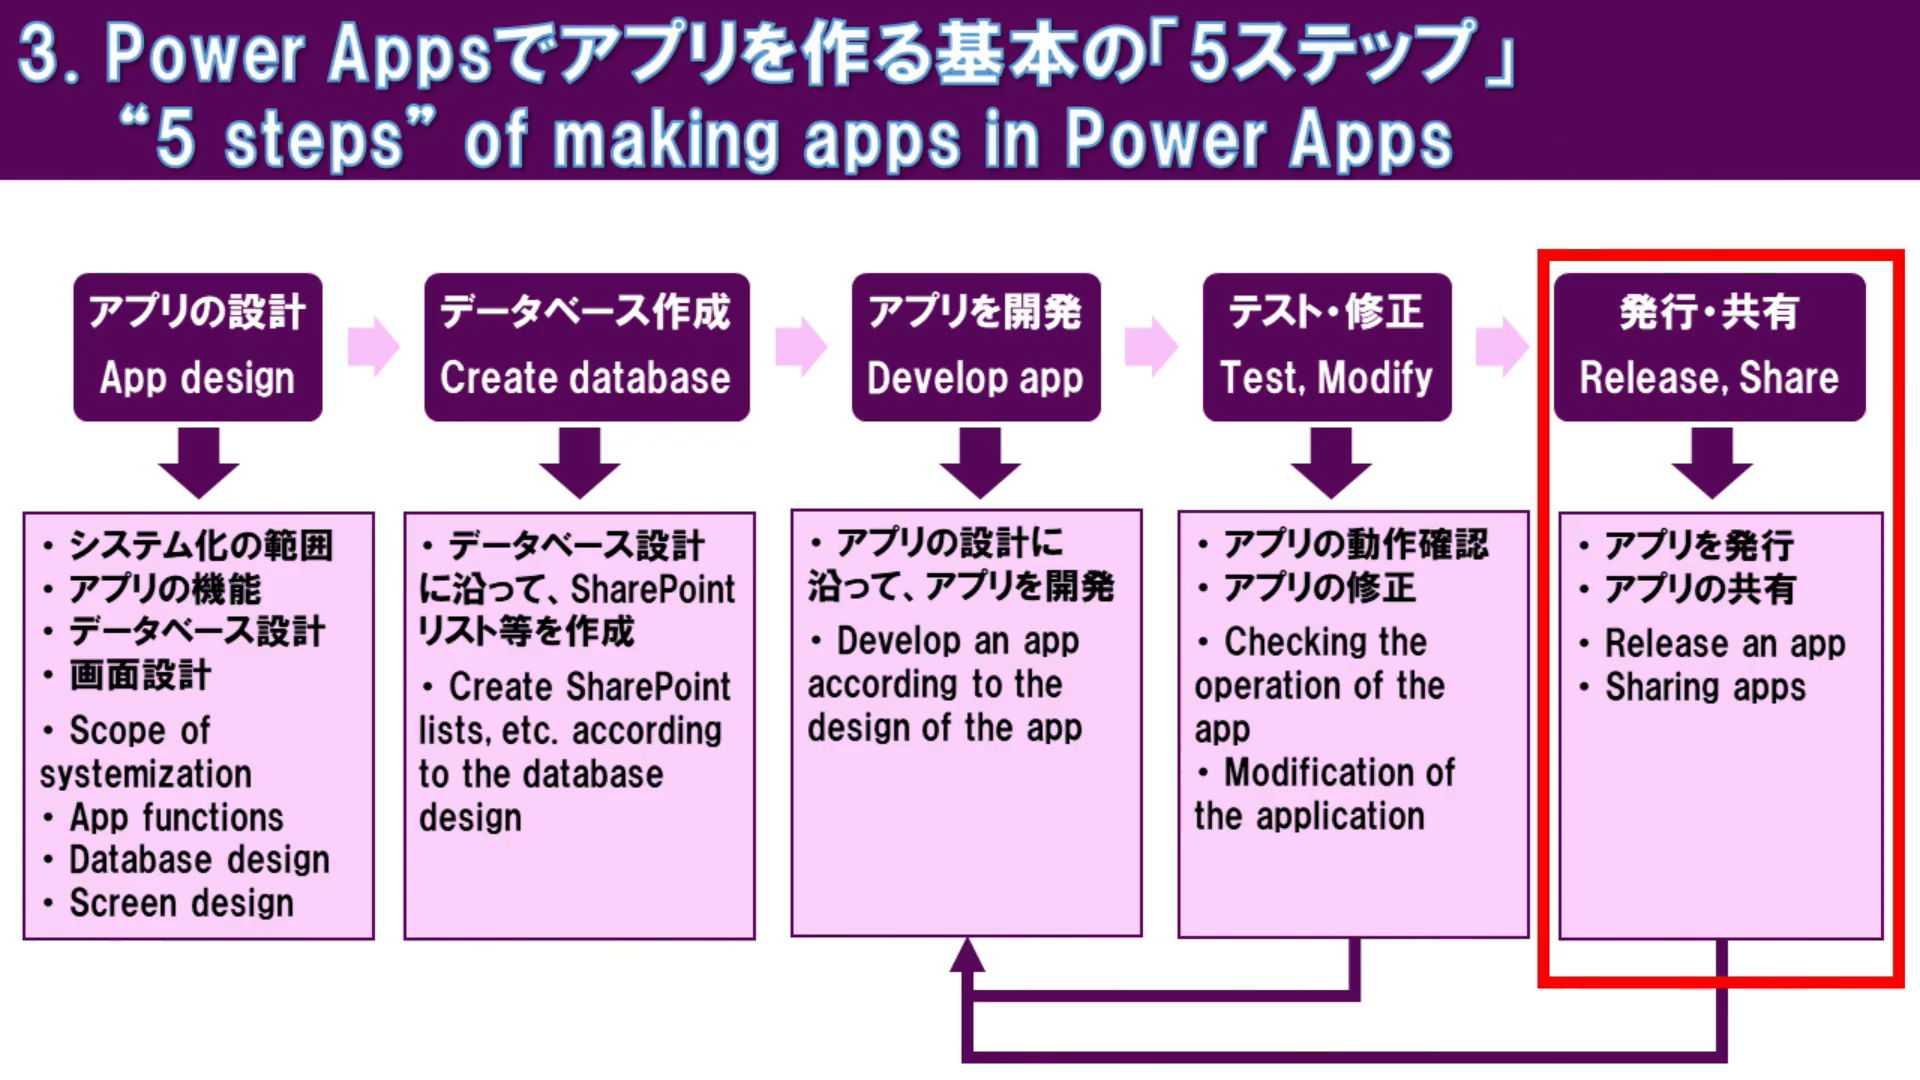 3. Power Appsでアプリを作る基本の「5ステップ」
“5 steps” of making apps in Power Apps
アプリの設計
App design
データベース作成
Create database
アプリを開発
Develop app
テスト・修正
Test, Modify
発行・共有
Release, Share
・システム化の範囲
・アプリの機能
・データベース設計
・画面設計
・Scope of
systemization
・App functions
・Database design
・Screen design
・データベース設計
に沿って、SharePoint
リスト等を作成
・Create SharePoint
lists, etc. according
to the database
design
・アプリの設計に
沿って、アプリを開発
・Develop an app
according to the
design of the app
・アプリの動作確認
・アプリの修正
・Checking the
operation of the
app
・Modification of
the application
・アプリを発行
・アプリの共有
・Release an app
・Sharing apps